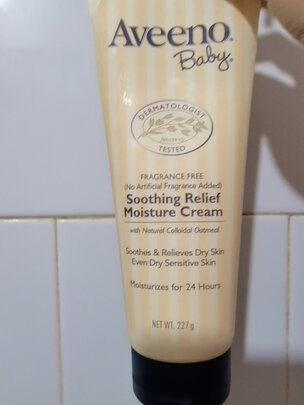 Aveeno®
Baby®
DERMATOLOGIST
TESTED
FRAGRANCE FREE
(No Artificial Fragrance Added)
Soothing Relief
Moisture Cream
with Natural Colloidal Oatmeal
Soothes & Relieves Dry Skin
Even Dry Sensitive Skin
Moisturizes for 24 Hours
NET WT. 227 g